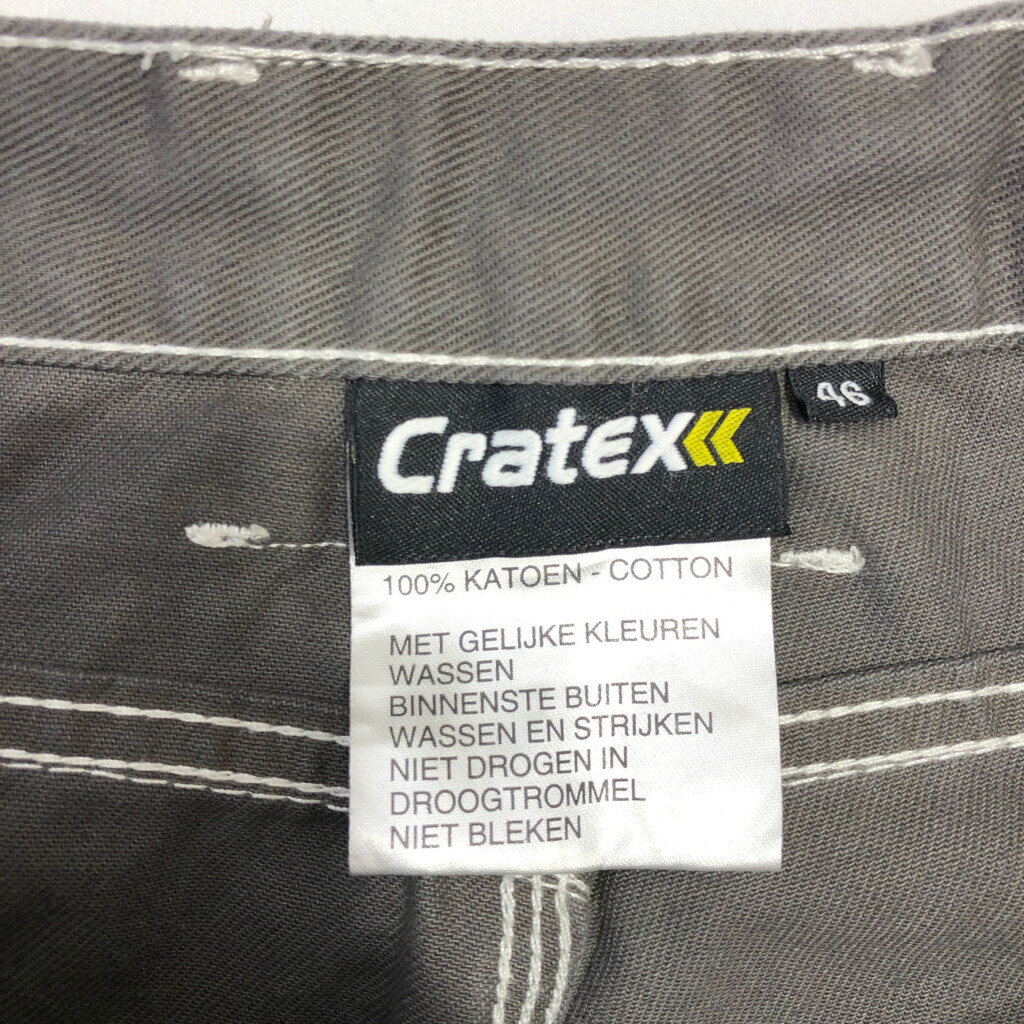 Cratex
46
100% KATOEN - COTTON
MET GELIJKE KLEUREN
WASSEN
BINNENSTE BUITEN
WASSEN EN STRIJKEN
NIET DROGEN IN
DROOGTROMMEL
NIET BLEKEN